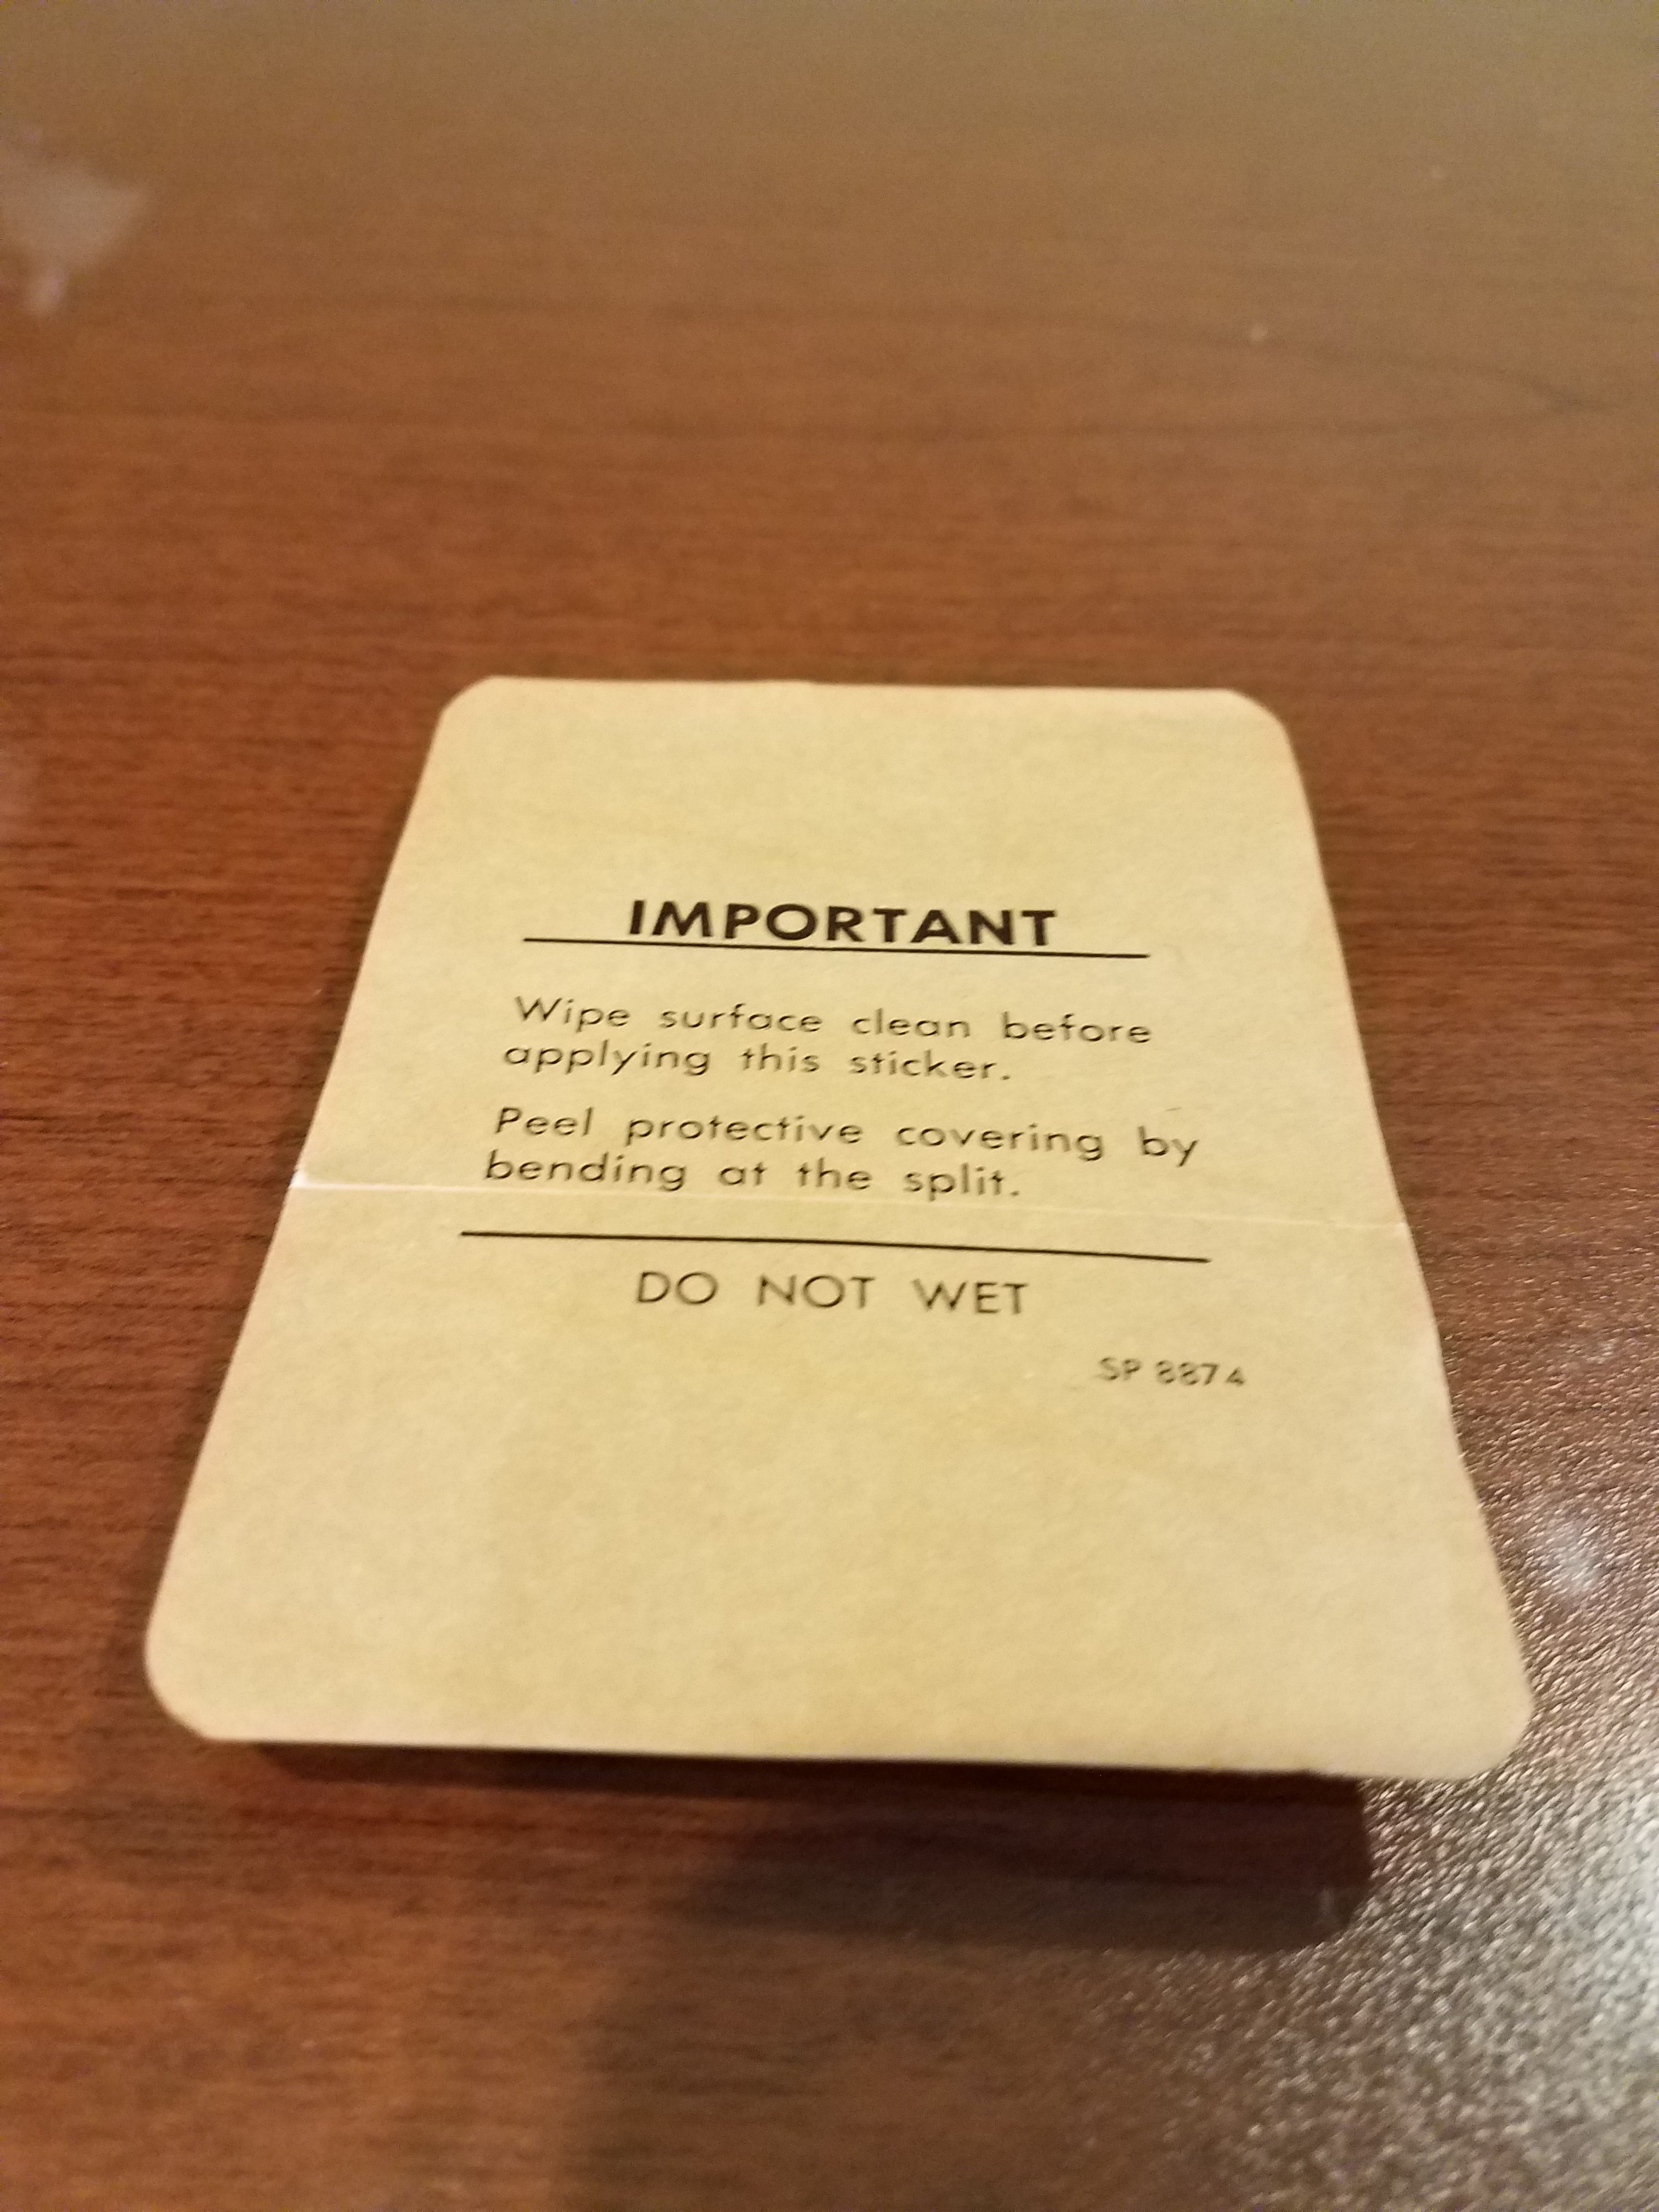 IMPORTANT
Wipe surface clean before
applying this sticker.
Peel protective covering by
bending at the split.
DO NOT WET
SP 8874